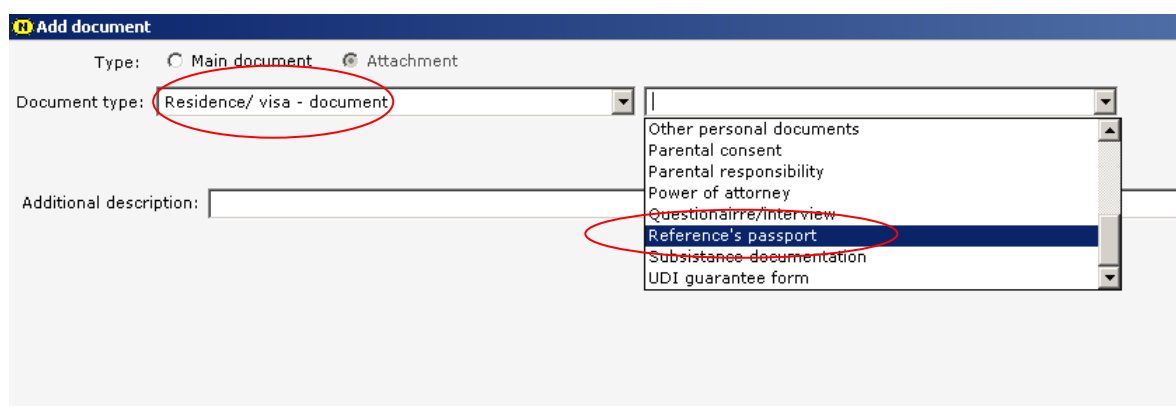 N Add document
Type: Main document Attachment
Document type: Residence/ visa - document
Other personal documents
Parental consent
Parental responsibility
Power of attorney
Additional description:
Questionairre/interview
Reference's passport
Subsistance documentation
UDI guarantee form